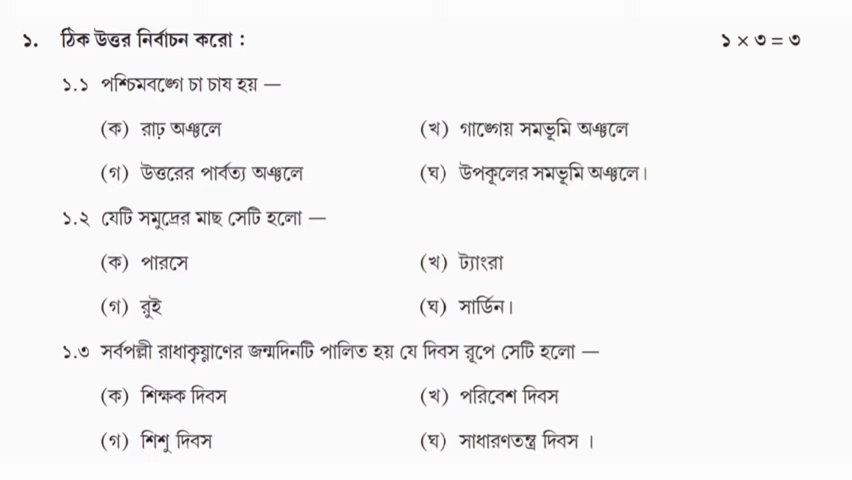 ১. ঠিক উত্তর নির্বাচন করো : ১ × ৩ = ৩
১.১ পশ্চিমবঙ্গে চা চাষ হয় —
(ক) রাঢ় অঞ্চলে (খ) গাঙ্গেয় সমভূমি অঞ্চলে
(গ) উত্তরের পার্বত্য অঞ্চলে (ঘ) উপকূলের সমভূমি অঞ্চলে।
১.২ যেটি সমুদ্রের মাছ সেটি হলো —
(ক) পারসে (খ) ট্যাংরা
(গ) রুই (ঘ) সার্ডিন।
১.৩ সর্বপল্লী রাধাকৃষ্ণাণের জন্মদিনটি পালিত হয় যে দিবস রূপে সেটি হলো —
(ক) শিক্ষক দিবস (খ) পরিবেশ দিবস
(গ) শিশু দিবস (ঘ) সাধারণতন্ত্র দিবস ।